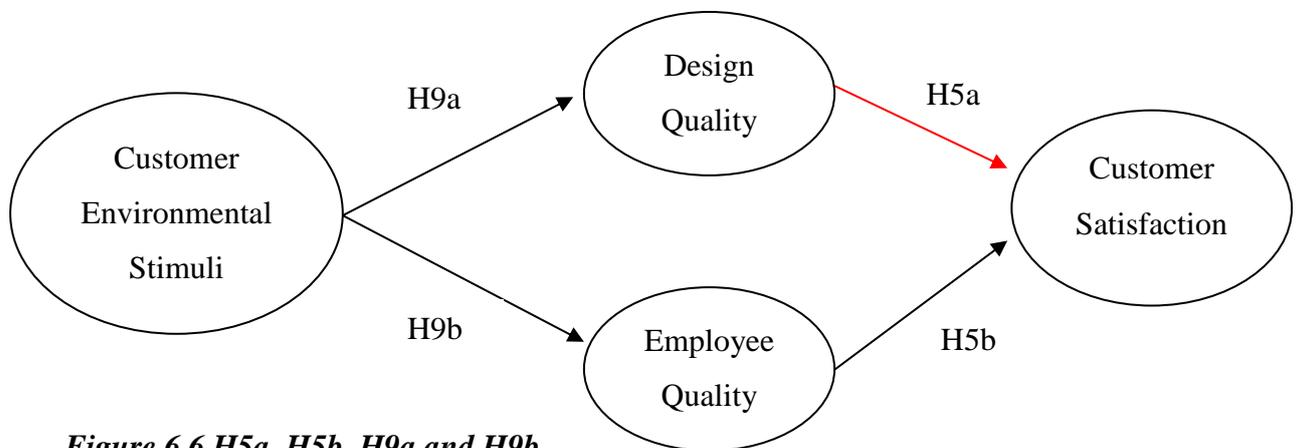 Design
Quality
H9a
H5a
Customer
Environmental
Stimuli
Customer
Satisfaction
H9b
Employee
Quality
H5b
Figure 6.6 H5a, H5b, H9a and H9b